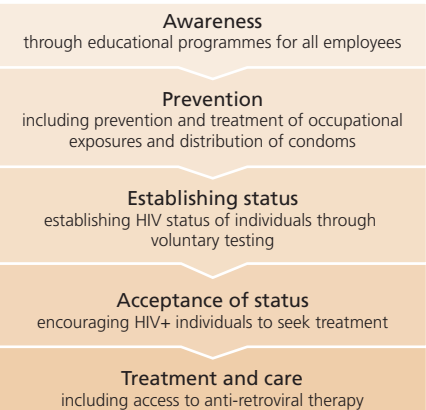 Awareness
through educational programmes for all employees
Prevention
including prevention and treatment of occupational
exposures and distribution of condoms
Establishing status
establishing HIV status of individuals through
voluntary testing
Acceptance of status
encouraging HIV+ individuals to seek treatment
Treatment and care
including access to anti-retroviral therapy